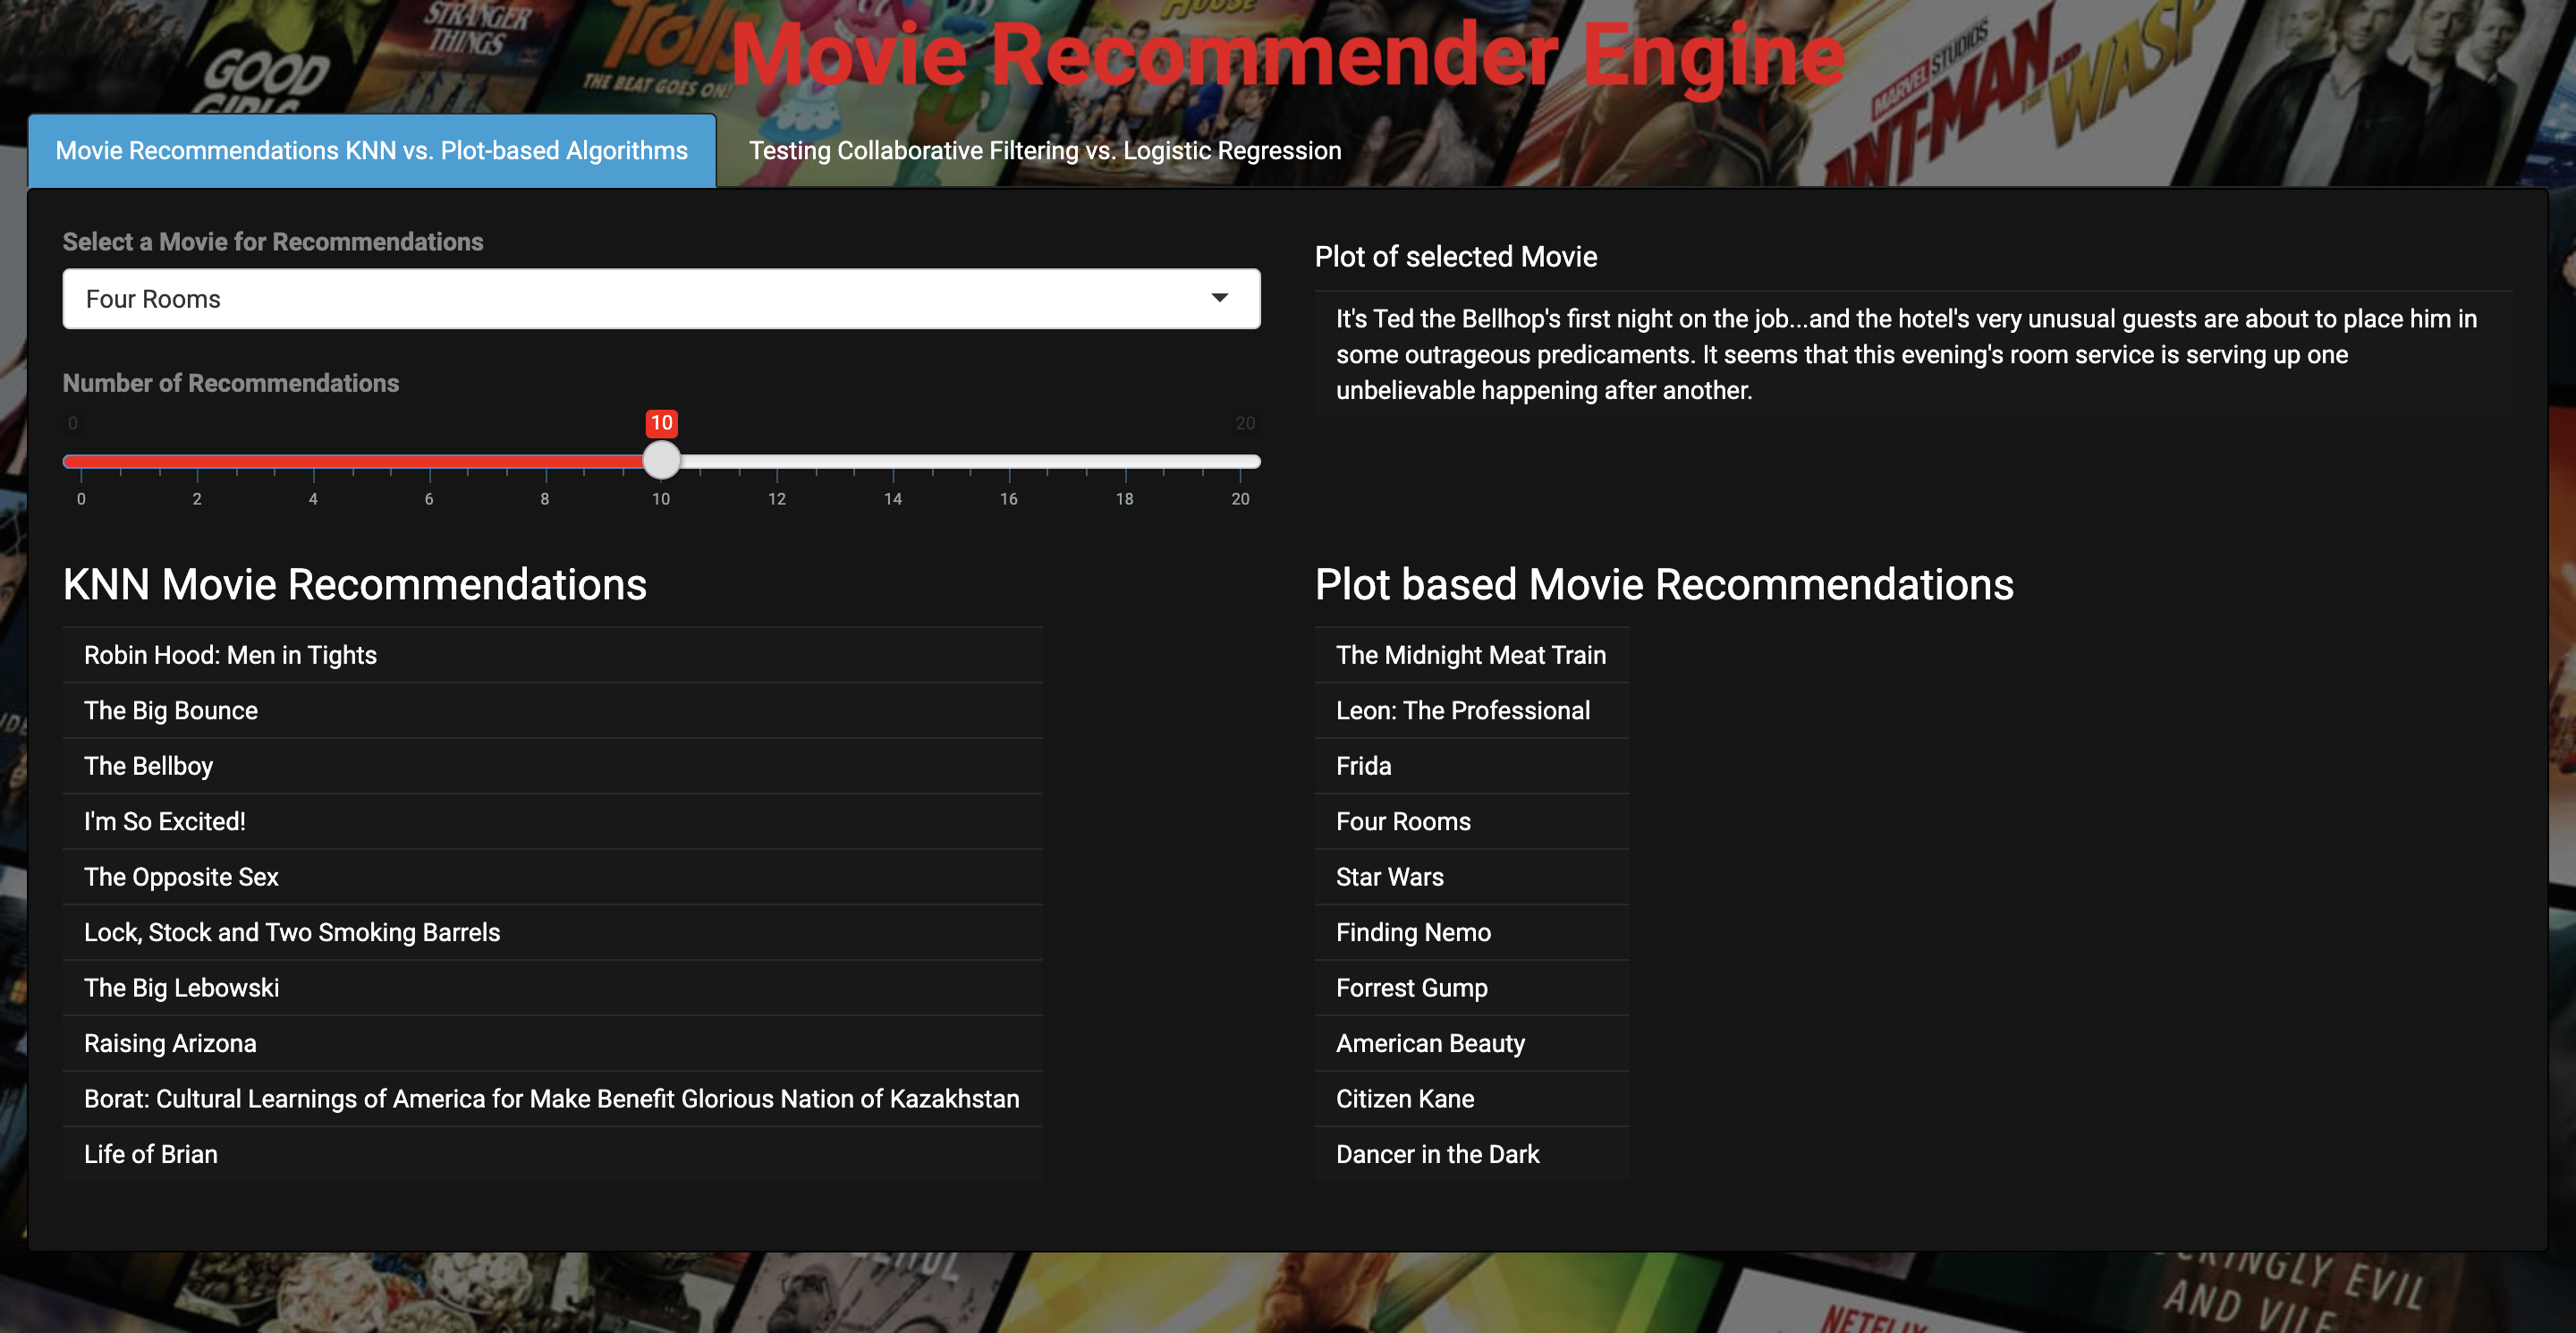 STRANGER
THINGS
GOOD
GIRLS
Trolls
THE BEAT GOES ON!
HOUSE
MARVEL STUDIOS
ANT-MAN
AND THE
WASP
Movie Recommender Engine
Movie Recommendations KNN vs. Plot-based Algorithms
Testing Collaborative Filtering vs. Logistic Regression
Select a Movie for Recommendations
Four Rooms
Number of Recommendations
0
10
20
0 2 4 6 8 10 12 14 16 18 20
Plot of selected Movie
It's Ted the Bellhop's first night on the job...and the hotel's very unusual guests are about to place him in
some outrageous predicaments. It seems that this evening's room service is serving up one
unbelievable happening after another.
KNN Movie Recommendations
Robin Hood: Men in Tights
The Big Bounce
The Bellboy
I'm So Excited!
The Opposite Sex
Lock, Stock and Two Smoking Barrels
The Big Lebowski
Raising Arizona
Borat: Cultural Learnings of America for Make Benefit Glorious Nation of Kazakhstan
Life of Brian
Plot based Movie Recommendations
The Midnight Meat Train
Leon: The Professional
Frida
Four Rooms
Star Wars
Finding Nemo
Forrest Gump
American Beauty
Citizen Kane
Dancer in the Dark
EVIL
AND VILE
NETFLIX